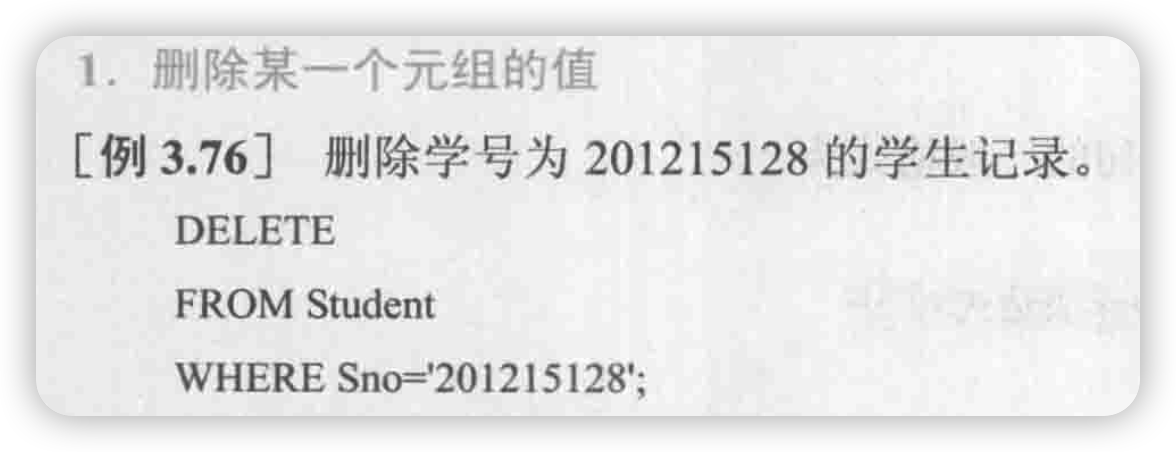 1. 删除某一个元组的值
［例 3.76］ 删除学号为 201215128 的学生记录。
DELETE
FROM Student
WHERE Sno='201215128';